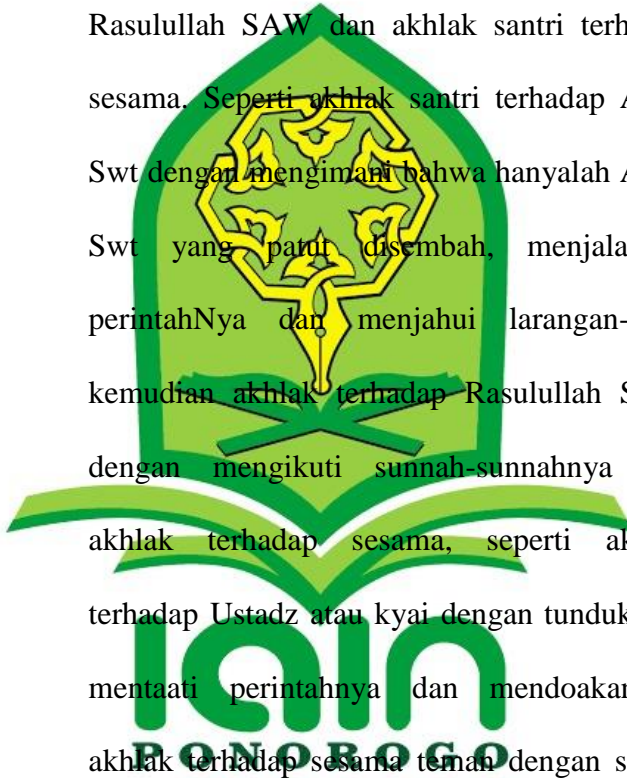 Rasulullah SAW dan akhlak santri terh
sesama. Seperti akhlak santri terhadap A
Swt dengan mengimani bahwa hanyalah A
Swt yang patut disembah, menjala
perintahNya dan menjahui larangan-
kemudian akhlak terhadap Rasulullah S
dengan mengikuti sunnah-sunnahnya
akhlak terhadap sesama, seperti ak
terhadap Ustadz atau kyai dengan tunduk
mentaati perintahnya dan mendoakan
akhlak terhadap sesama teman dengan s
iain
PONOROGO